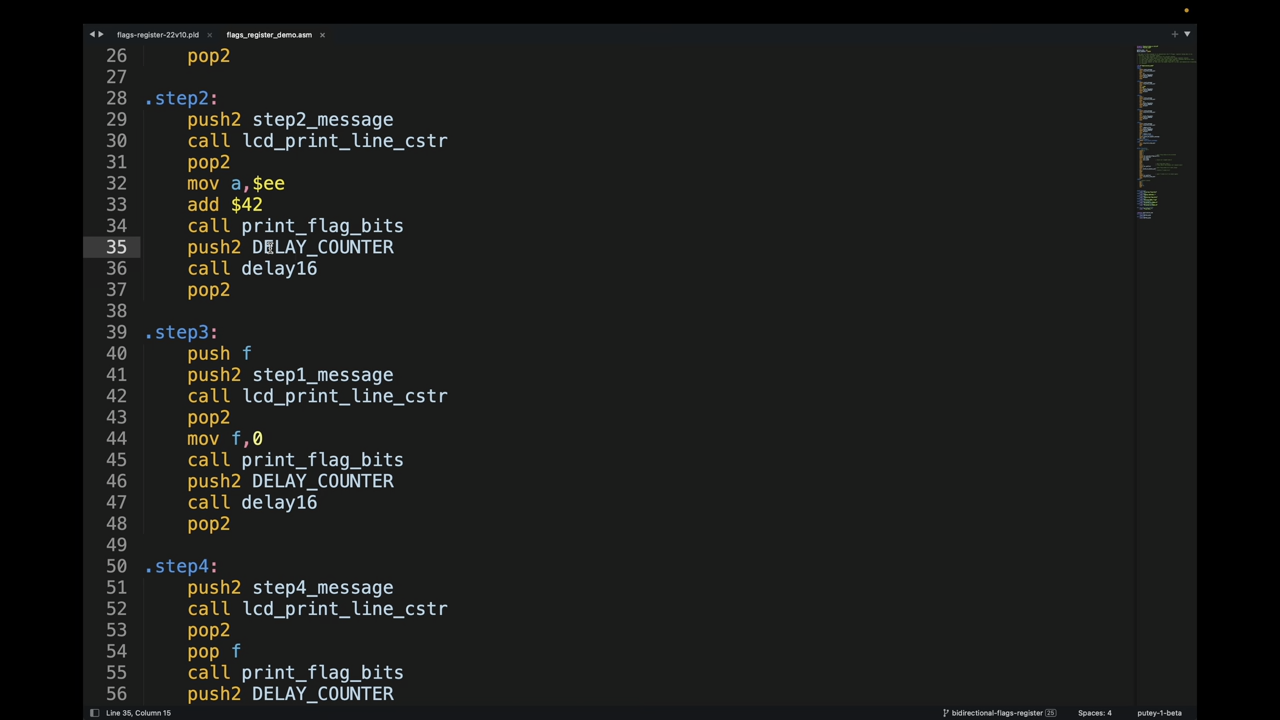 flags-register-22v10.pld × flags_register_demo.asm ×
26 pop2
27
28 .step2:
29 push2 step2_message
30 call lcd_print_line_cstr
31 pop2
32 mov a,$ee
33 add $42
34 call print_flag_bits
35 push2 DELAY_COUNTER
36 call delay16
37 pop2
38
39 .step3:
40 push f
41 push2 step1_message
42 call lcd_print_line_cstr
43 pop2
44 mov f,0
45 call print_flag_bits
46 push2 DELAY_COUNTER
47 call delay16
48 pop2
49
50 .step4:
51 push2 step4_message
52 call lcd_print_line_cstr
53 pop2
54 pop f
55 call print_flag_bits
56 push2 DELAY_COUNTER
Line 35, Column 15 bidirectional-flags-register 25 Spaces: 4 putey-1-beta